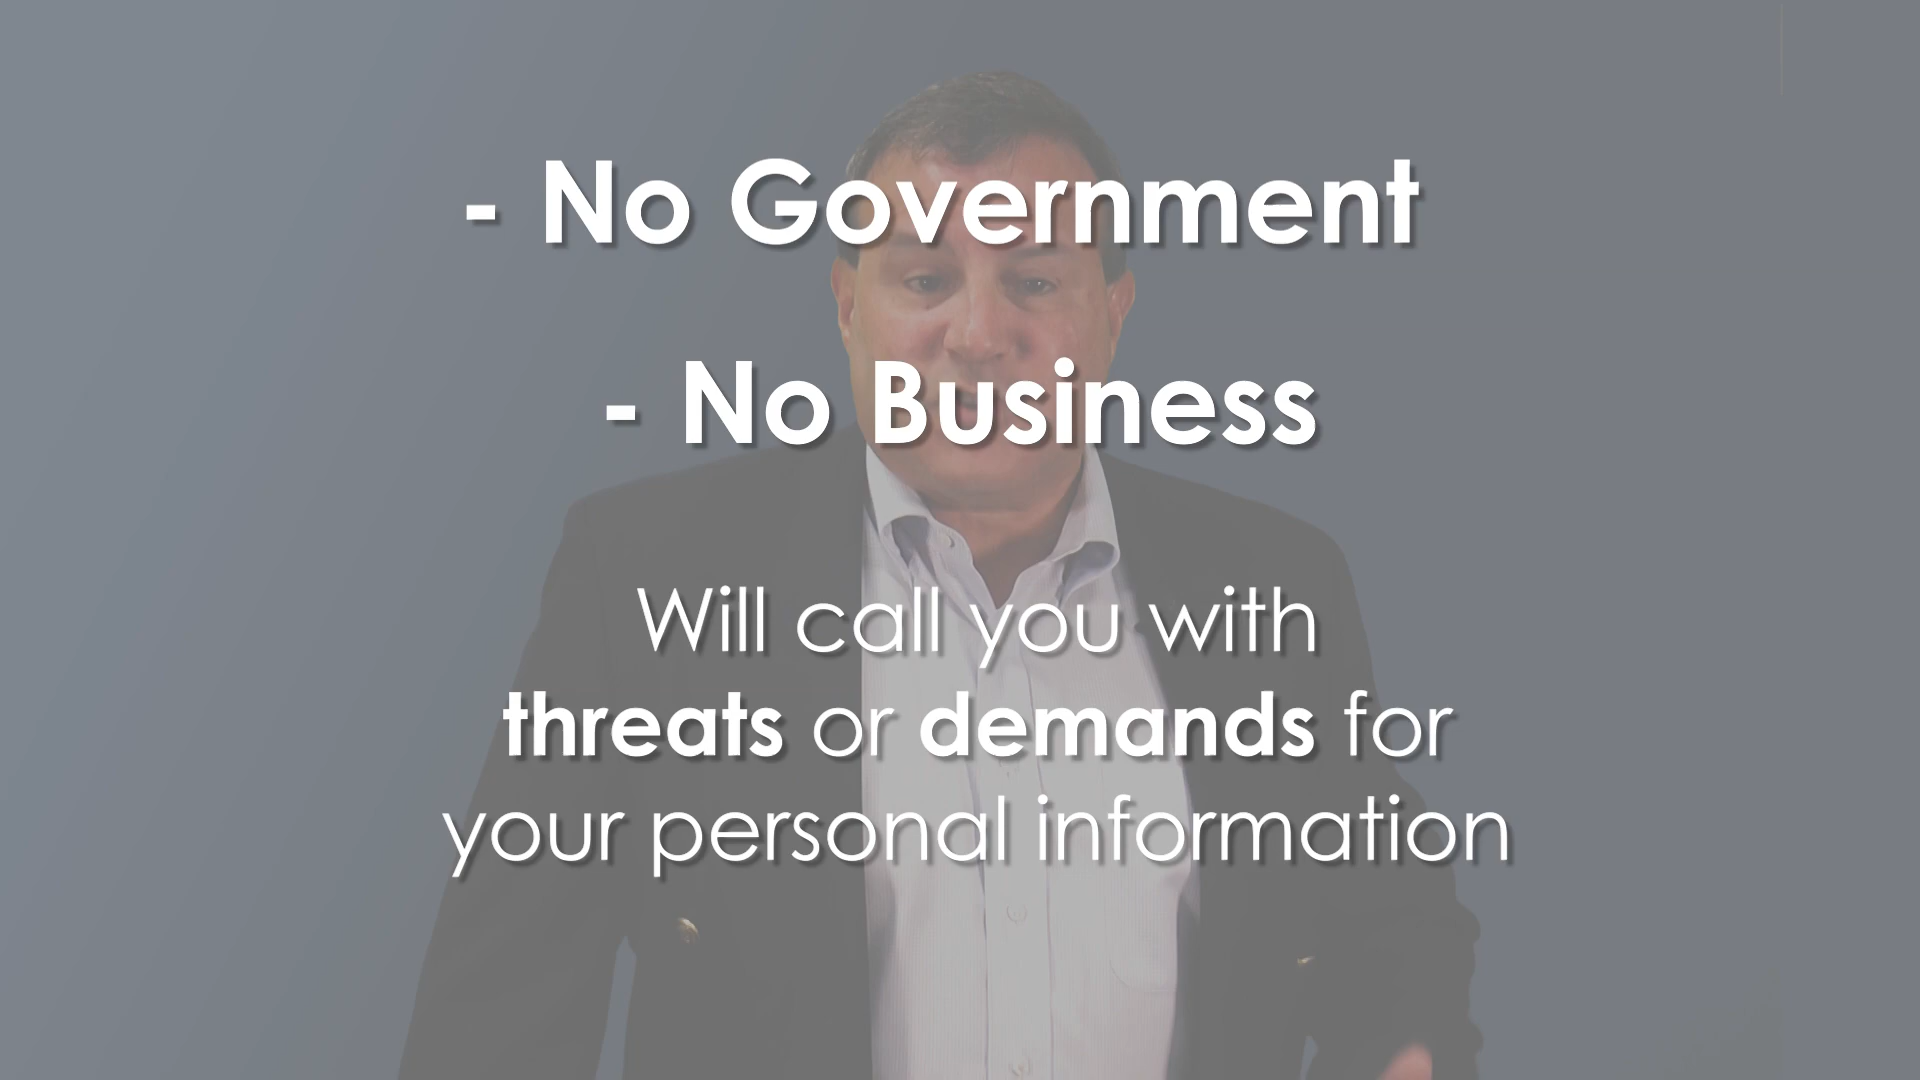 - No Government
- No Business
Will call you with
threats or demands for
your personal information